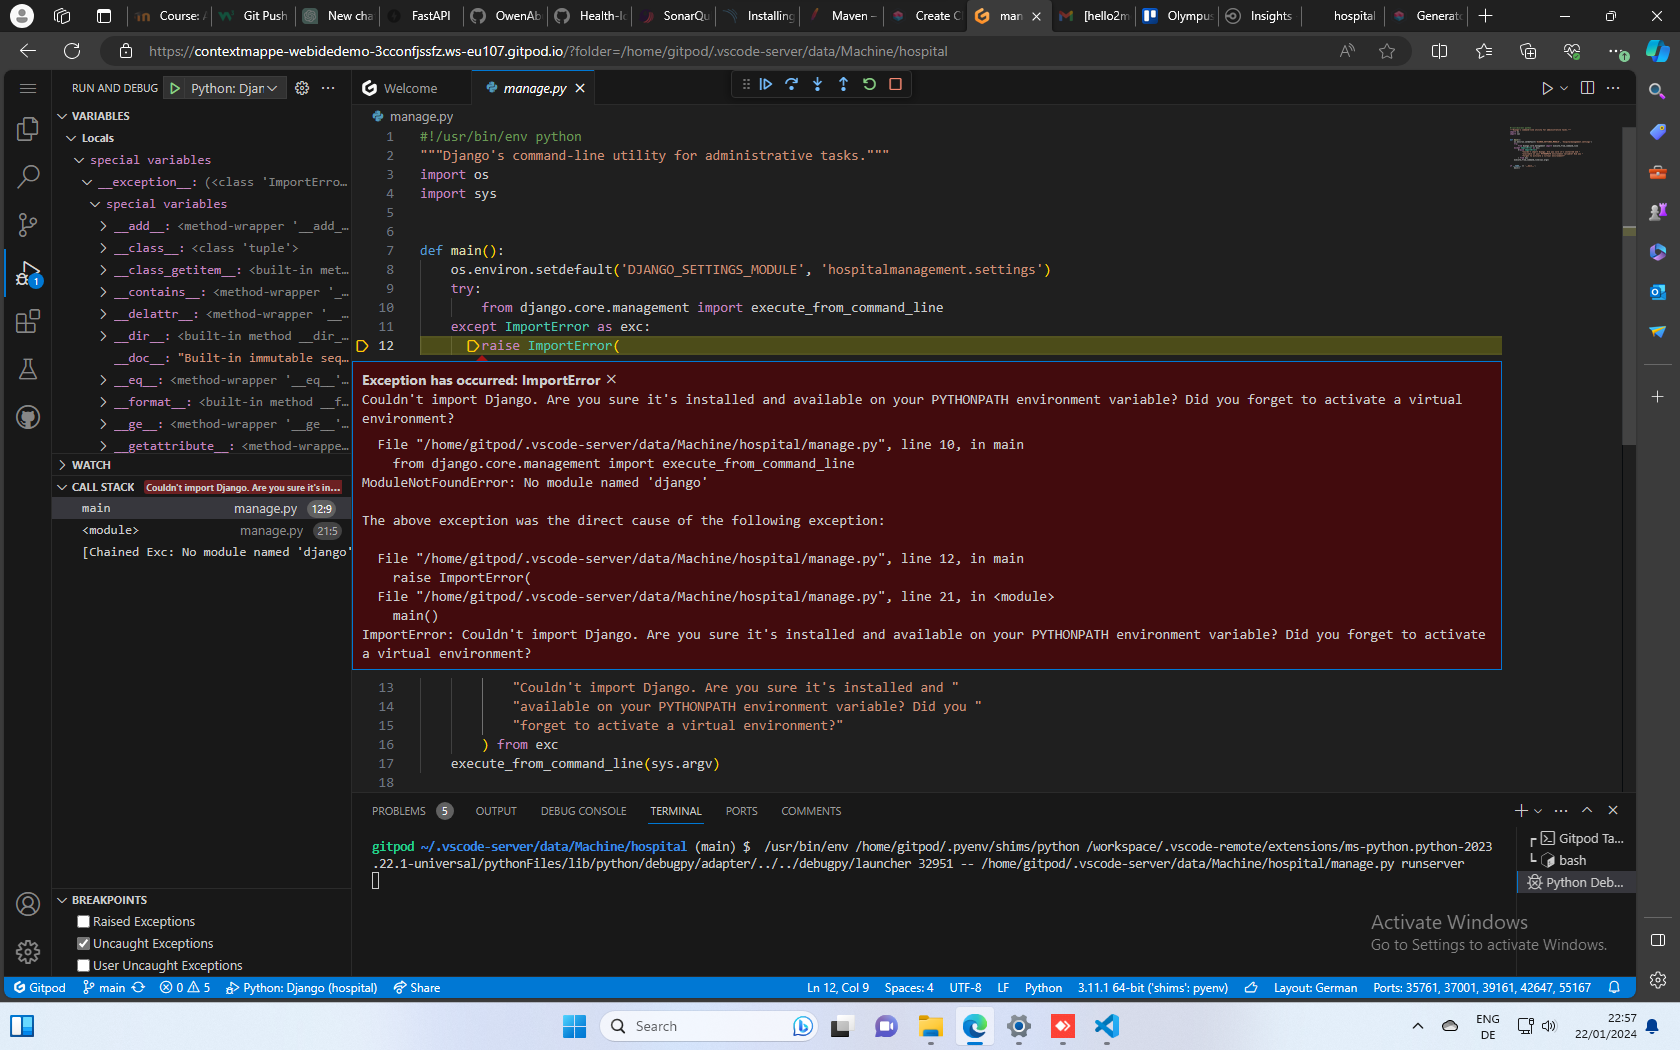 Course: A
Git Push
New cha
FastAPI
OwenAb
Health-Ic
SonarQu
Installing
Maven –
Create C
man
[hello2m
Olympus
Insights
hospital
Generate
https://contextmappe-webidedemo-3cconfjssfz.ws-eu107.gitpod.io/?folder=/home/gitpod/.vscode-server/data/Machine/hospital
RUN AND DEBUG
Python: Djan
Welcome
manage.py
VARIABLES
Locals
special variables
__exception__: (<class 'ImportErro…
special variables
__add__: <method-wrapper '__add_…
__class__: <class 'tuple'>
__class_getitem__: <built-in met…
__contains__: <method-wrapper '_…
__delattr__: <method-wrapper '__…
__dir__: <built-in method __dir_…
__doc__: "Built-in immutable seq…
__eq__: <method-wrapper '__eq__'…
__format__: <built-in method __f…
__ge__: <method-wrapper '__ge__'…
__getattribute__: <method-wrappe…
WATCH
CALL STACK Couldn't import Django. Are you sure it's in...
main manage.py 12:9
<module> manage.py 21:5
[Chained Exc: No module named 'django'
BREAKPOINTS
Raised Exceptions
Uncaught Exceptions
User Uncaught Exceptions
manage.py
1 #!/usr/bin/env python
2 """Django's command-line utility for administrative tasks."""
3 import os
4 import sys
5
6
7 def main():
8 os.environ.setdefault('DJANGO_SETTINGS_MODULE', 'hospitalmanagement.settings')
9 try:
10 from django.core.management import execute_from_command_line
11 except ImportError as exc:
12 raise ImportError(
Exception has occurred: ImportError
Couldn't import Django. Are you sure it's installed and available on your PYTHONPATH environment variable? Did you forget to activate a virtual
environment?
File "/home/gitpod/.vscode-server/data/Machine/hospital/manage.py", line 10, in main
from django.core.management import execute_from_command_line
ModuleNotFoundError: No module named 'django'
The above exception was the direct cause of the following exception:
File "/home/gitpod/.vscode-server/data/Machine/hospital/manage.py", line 12, in main
raise ImportError(
File "/home/gitpod/.vscode-server/data/Machine/hospital/manage.py", line 21, in <module>
main()
ImportError: Couldn't import Django. Are you sure it's installed and available on your PYTHONPATH environment variable? Did you forget to activate
a virtual environment?
13 "Couldn't import Django. Are you sure it's installed and "
14 "available on your PYTHONPATH environment variable? Did you "
15 "forget to activate a virtual environment?"
16 ) from exc
17 execute_from_command_line(sys.argv)
18
PROBLEMS 5 OUTPUT DEBUG CONSOLE TERMINAL PORTS COMMENTS
gitpod ~/.vscode-server/data/Machine/hospital (main) $ /usr/bin/env /home/gitpod/.pyenv/shims/python /workspace/.vscode-remote/extensions/ms-python.python-2023
.22.1-universal/pythonFiles/lib/python/debugpy/adapter/../../debugpy/launcher 32951 -- /home/gitpod/.vscode-server/data/Machine/hospital/manage.py runserver
Gitpod Ta...
bash
Python Deb...
Activate Windows
Go to Settings to activate Windows.
1
Gitpod main 0 5 Python: Django (hospital) Share
Ln 12, Col 9 Spaces: 4 UTF-8 LF Python 3.11.1 64-bit ('shims': pyenv) Layout: German Ports: 35761, 37001, 39161, 42647, 55167
Search
ENG
DE
22:57
22/01/2024